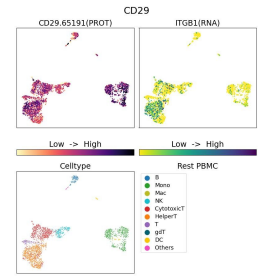 CD29
CD29.65191(PROT)
ITGB1(RNA)
Low -> High
Low -> High
Celltype
Rest PBMC
B
Mono
Mac
NK
CytotoxicT
HelperT
T
gdT
DC
Others